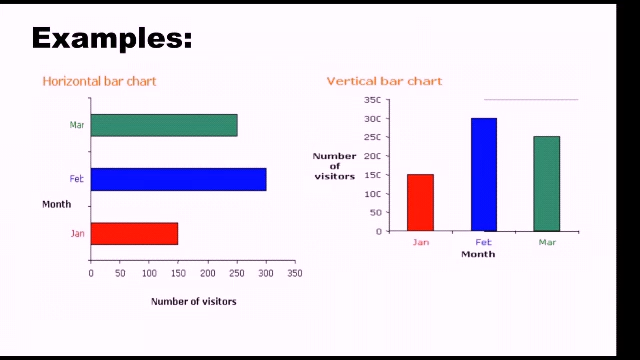 Examples:
Horizontal bar chart
Mar
Feb
Month
Jan
0 50 100 150 200 250 300 350
Number of visitors
Vertical bar chart
350
300
250
200
150
100
50
0
Number
of
visitors
Jan Feb Mar
Month